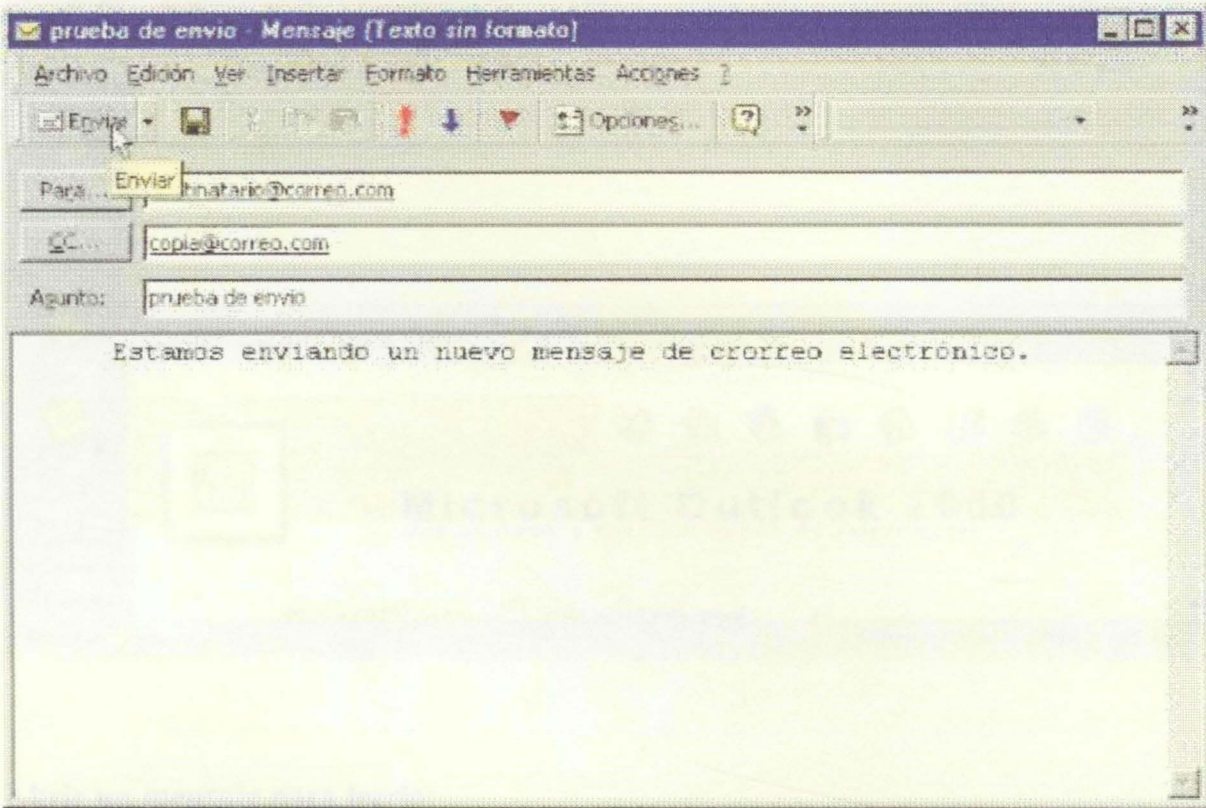 prueba de envio - Mensaje (Texto sin formato)
Archivo Edición Ver Insertar Formato Herramientas Acciones ?
Enviar Opciones...
Enviar
Para... tinatario@correo.com
CC... copia@correo.com
Asunto: prueba de envio
Estamos enviando un nuevo mensaje de crorreo electrónico.
Microsoft Outlook